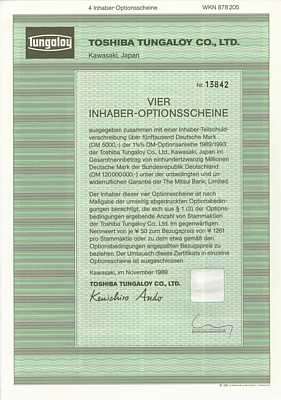 4 Inhaber-Optionsscheine WKN 878 205
Tungaloy
TOSHIBA TUNGALOY CO., LTD.
Kawasaki, Japan
Nr. 13842
VIER
INHABER-OPTIONSSCHEINE
ausgegeben zusammen mit einer Inhaber-Teilschuld-
verschreibung über fünftausend Deutsche Mark
(DM 5000,-) der 1⅜% DM-Optionsanleihe 1989/1993
der Toshiba Tungaloy Co., Ltd., Kawasaki, Japan im
Gesamtnennbetrag von einhundertzwanzig Millionen
Deutsche Mark der Bundesrepublik Deutschland
(DM 120 000 000,-) unter der unbedingten und un-
widerruflichen Garantie der The Mitsui Bank, Limited.
Der Inhaber dieser vier Optionsscheine ist nach
Maßgabe der umseitig abgedruckten Optionsbedin-
gungen berechtigt, die sich aus § 1 (3) der Options-
bedingungen ergebende Anzahl von Stammaktien
der Toshiba Tungaloy Co., Ltd. im gegenwärtigen
Nennwert von je ¥ 50 zum Bezugspreis von ¥ 1261
pro Stammaktie oder zu dem etwa gemäß den
Optionsbedingungen angepaßten Bezugspreis zu
beziehen. Der Umtausch dieses Zertifikats in einzelne
Optionsscheine ist ausgeschlossen.
Kawasaki, im November 1989
TOSHIBA TUNGALOY CO., LTD.
Kenichiro Ando